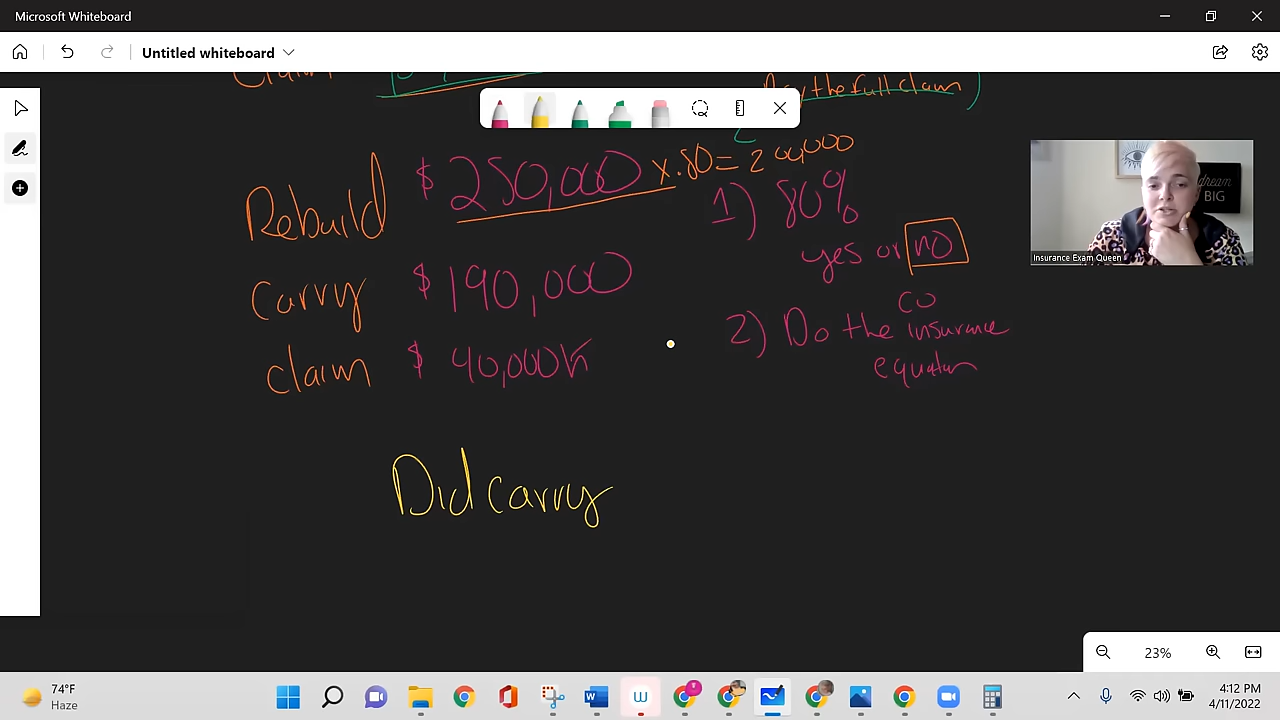 Microsoft Whiteboard
Untitled whiteboard
Claim
Pay the full claim)
Rebuild $250,000 x .80 = 200,000
1) 80%
yes or no
carry $190,000
co
2) Do the insurance
equation
claim $40,000
Did carry
dream
BIG
Insurance Exam Queen
23%
74°F
Haze
4:12 PM
4/11/2022